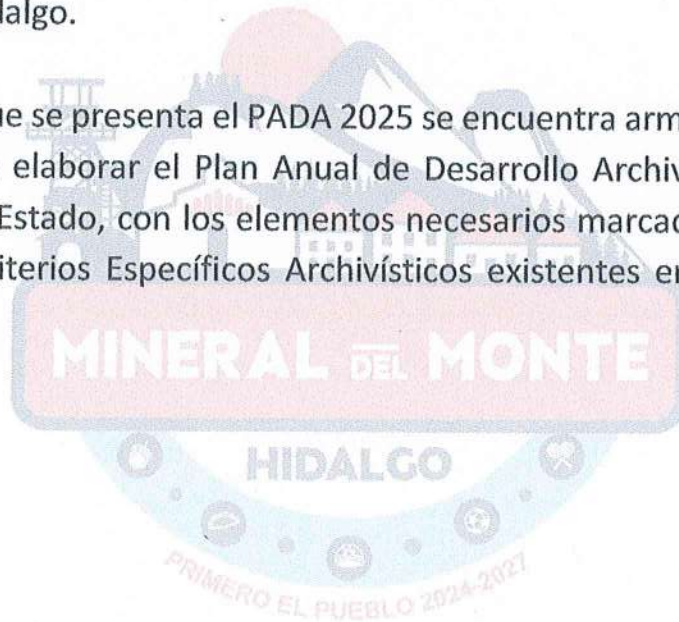 dalgo.
ue se presenta el PADA 2025 se encuentra arm
elaborar el Plan Anual de Desarrollo Archiv
Estado, con los elementos necesarios marcad
iterios Específicos Archivísticos existentes en
MINERAL DEL MONTE
HIDALGO
PRIMERO EL PUEBLO 2024-2027